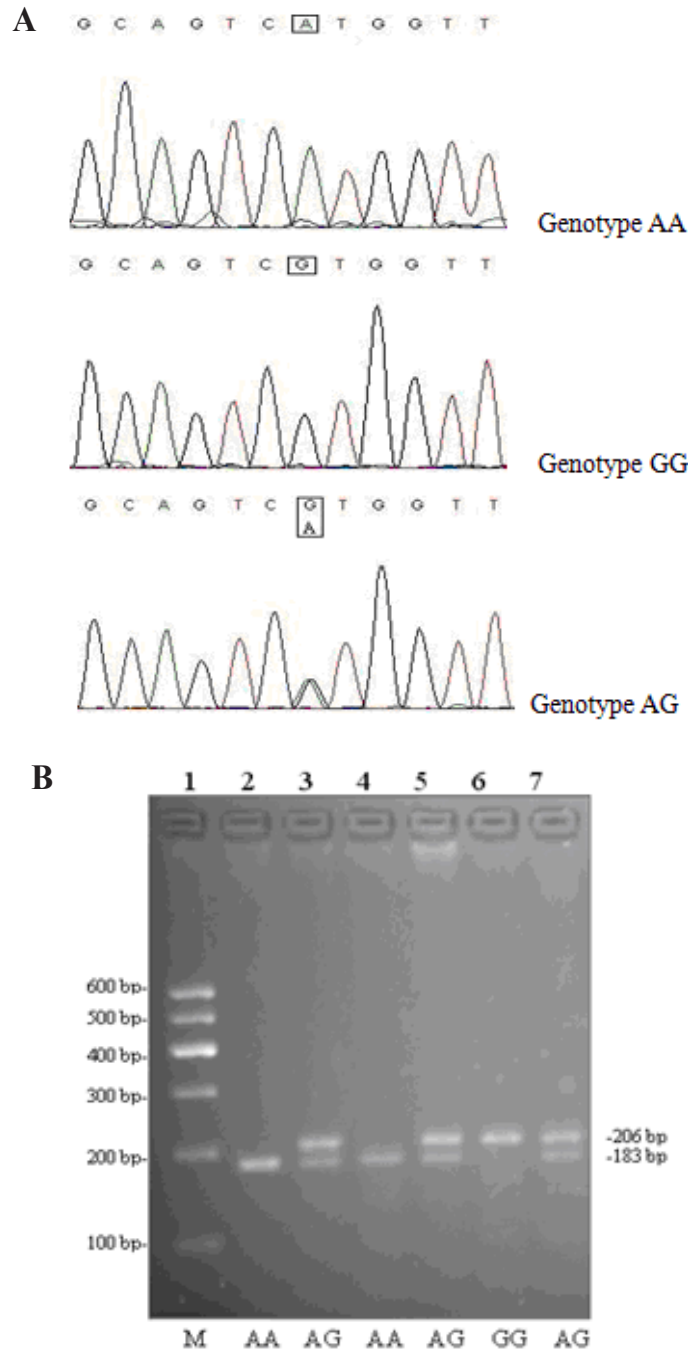 A
G C A G T C A T G G T T
Genotype AA
G C A G T C G T G G T T
Genotype GG
G C A G T C G T G G T T
A
Genotype AG
B
1 2 3 4 5 6 7
600 bp-
500 bp-
400 bp-
300 bp-
-206 bp
200 bp-
-183 bp
100 bp-
M AA AG AA AG GG AG